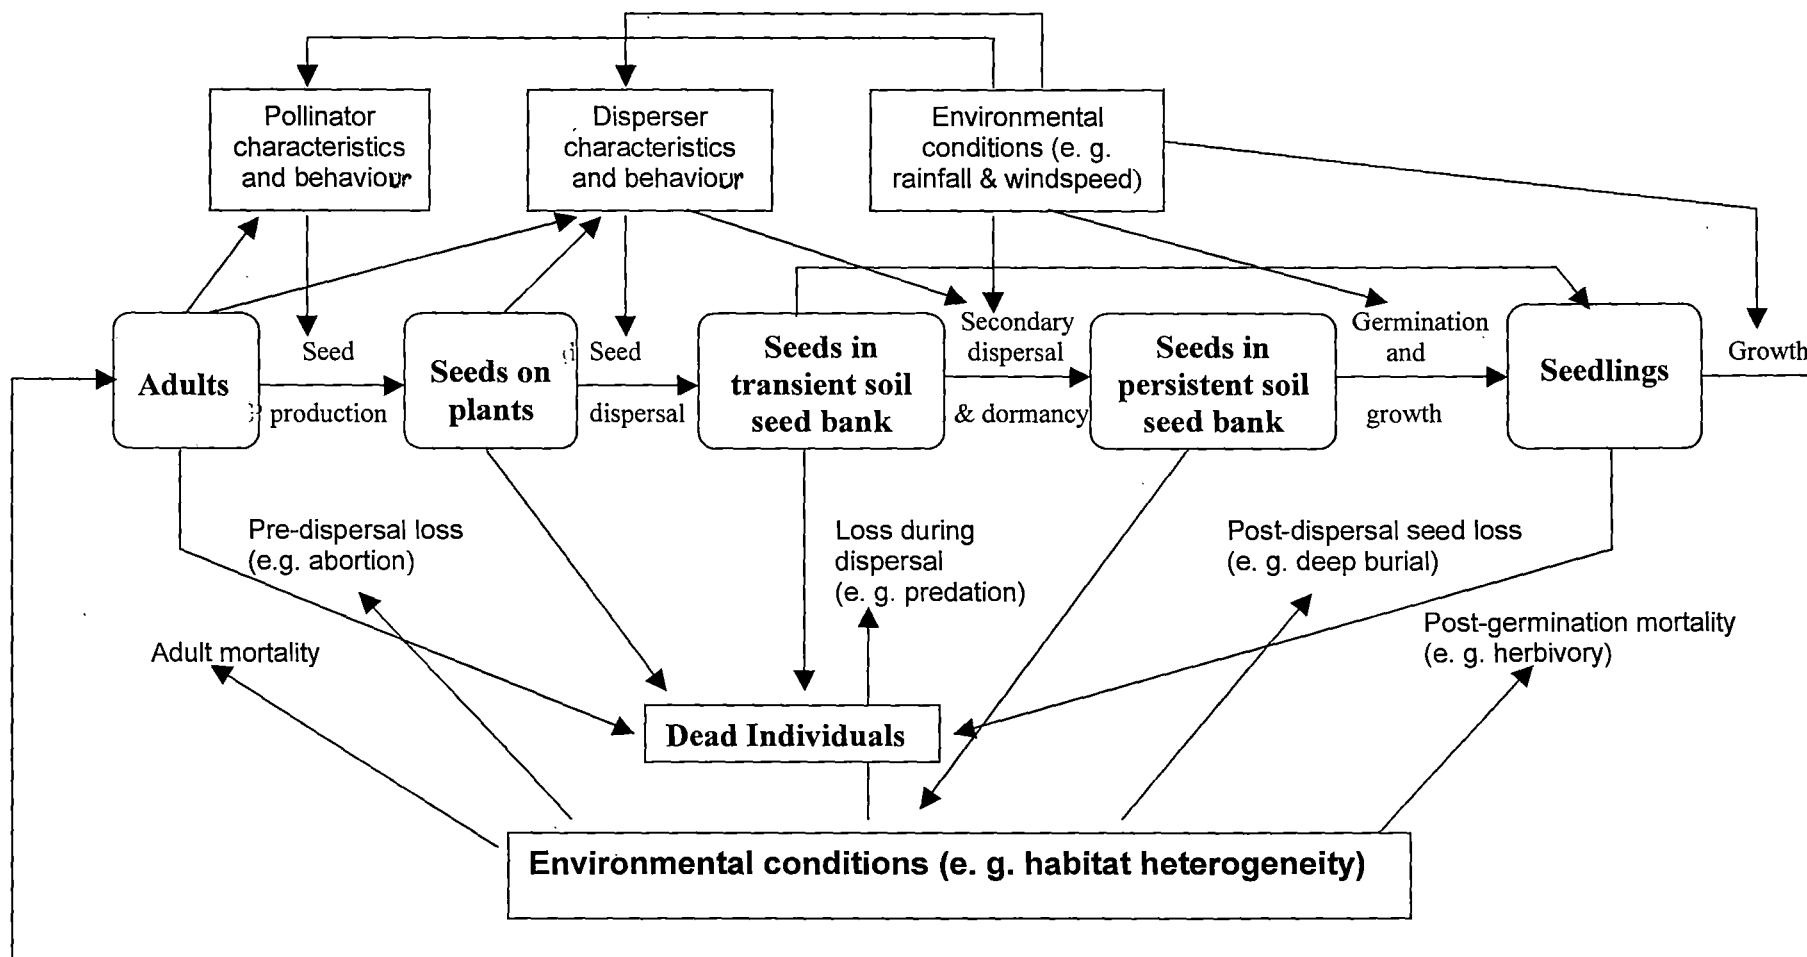 Pollinator
characteristics
and behaviour
Disperser
characteristics
and behaviour
Environmental
conditions (e. g.
rainfall & windspeed)
Adults
Seed
production
Seeds on
plants
Seed
dispersal
Seeds in
transient soil
seed bank
Secondary
dispersal
& dormancy
Seeds in
persistent soil
seed bank
Germination
and
growth
Seedlings
Growth
Pre-dispersal loss
(e.g. abortion)
Loss during
dispersal
(e. g. predation)
Post-dispersal seed loss
(e. g. deep burial)
Adult mortality
Post-germination mortality
(e. g. herbivory)
Dead Individuals
Environmental conditions (e. g. habitat heterogeneity)